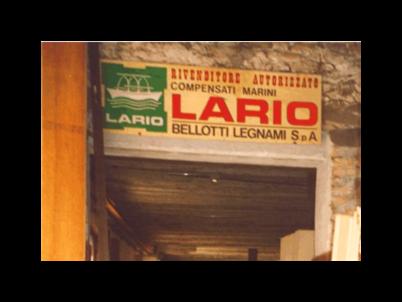 RIVENDITORE AUTORIZZATO
COMPENSATI MARINI
LARIO
LARIO
BELLOTTI LEGNAMI SpA